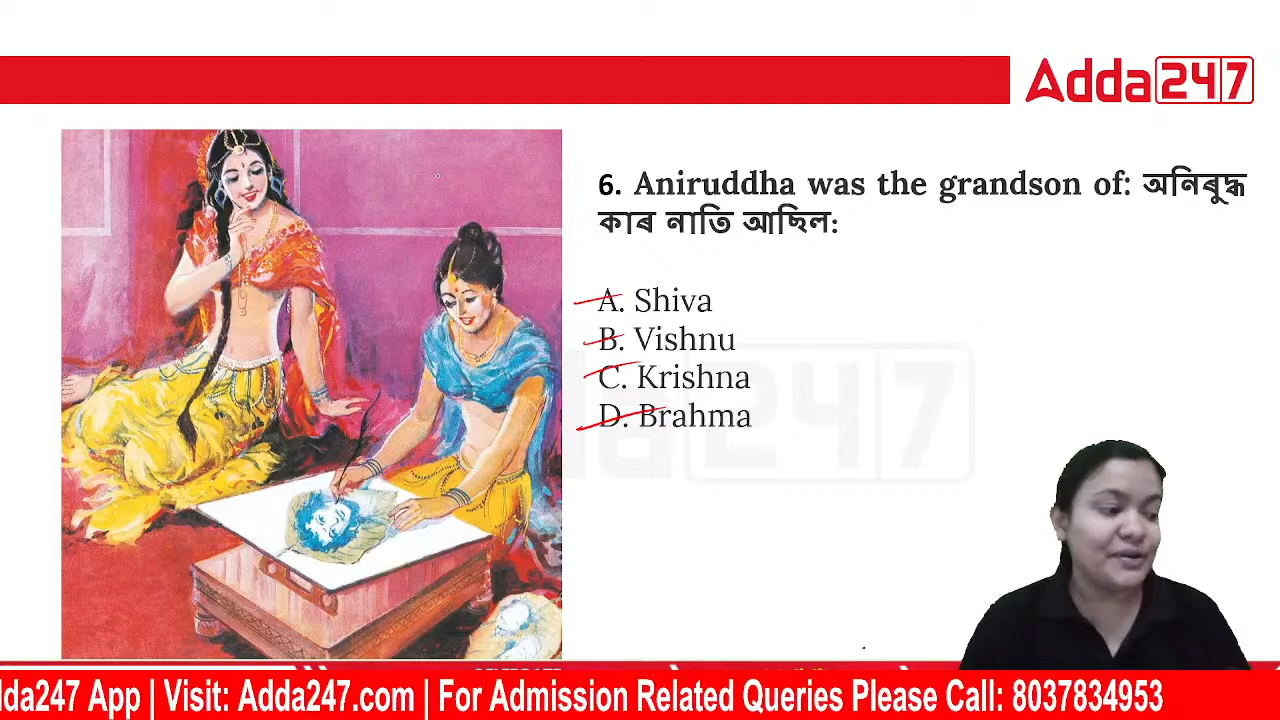 Adda247
6. Aniruddha was the grandson of: অনিৰুদ্ধ
কাৰ নাতি আছিল:
A. Shiva
B. Vishnu
C. Krishna
D. Brahma
dda247 App | Visit: Adda247.com | For Admission Related Queries Please Call: 8037834953